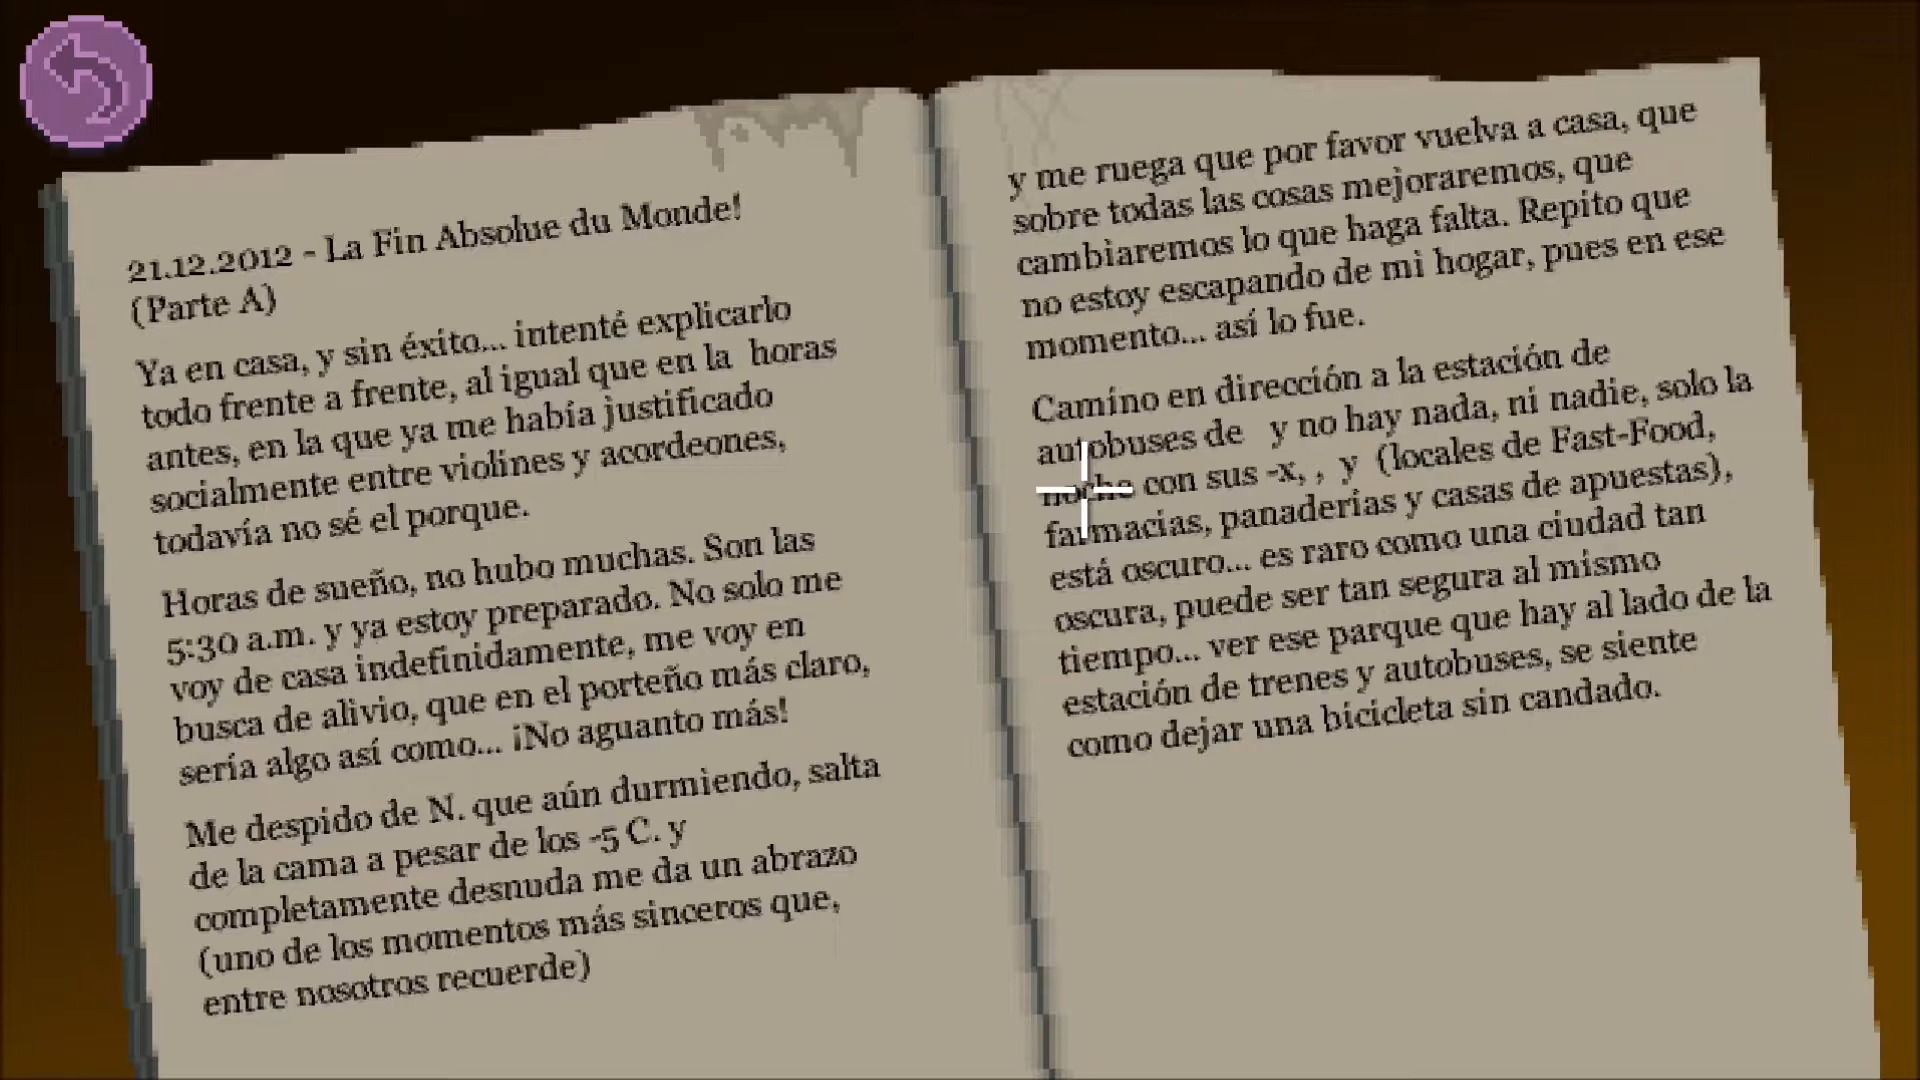 21.12.2012 - La Fin Absolue du Monde!
(Parte A)
Ya en casa, y sin éxito... intenté explicarlo
todo frente a frente, al igual que en la  horas
antes, en la que ya me había justificado
socialmente entre violines y acordeones,
todavía no sé el porque.
Horas de sueño, no hubo muchas. Son las
5:30 a.m. y ya estoy preparado. No solo me
voy de casa indefinidamente, me voy en
busca de alivio, que en el porteño más claro,
sería algo así como... ¡No aguanto más!
Me despido de N. que aún durmiendo, salta
de la cama a pesar de los -5 C. y
completamente desnuda me da un abrazo
(uno de los momentos más sinceros que,
entre nosotros recuerde)
y me ruega que por favor vuelva a casa, que
sobre todas las cosas mejoraremos, que
cambiaremos lo que haga falta. Repito que
no estoy escapando de mi hogar, pues en ese
momento... así lo fue.
Camino en dirección a la estación de
autobuses de   y no hay nada, ni nadie, solo la
noche con sus -x, ,  y  (locales de Fast-Food,
farmacias, panaderías y casas de apuestas),
está oscuro... es raro como una ciudad tan
oscura, puede ser tan segura al mismo
tiempo... ver ese parque que hay al lado de la
estación de trenes y autobuses, se siente
como dejar una bicicleta sin candado.